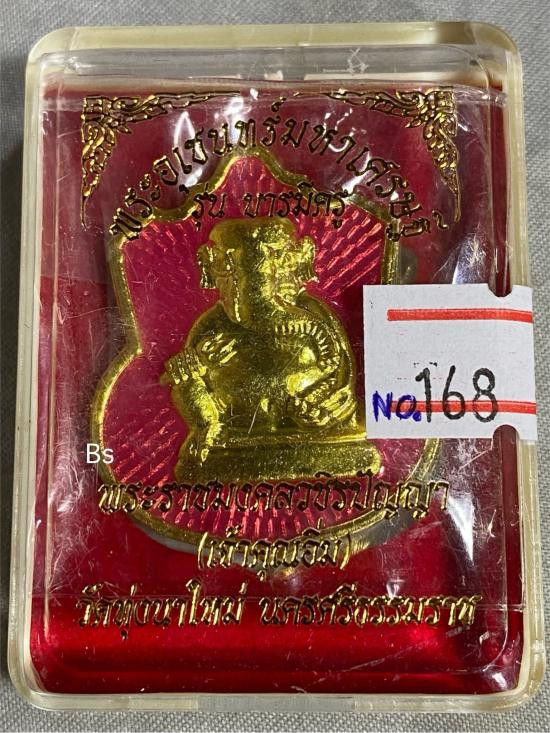 พระอเชนทร์มหาเศรษฐี
รุ่น บารมีครู
No. 168
Bs
พระราชมงคลวชิรปัญญา
(เจ้าคุณอิ่ม)
วัดทุ่งนาใหม่ นครศรีธรรมราช